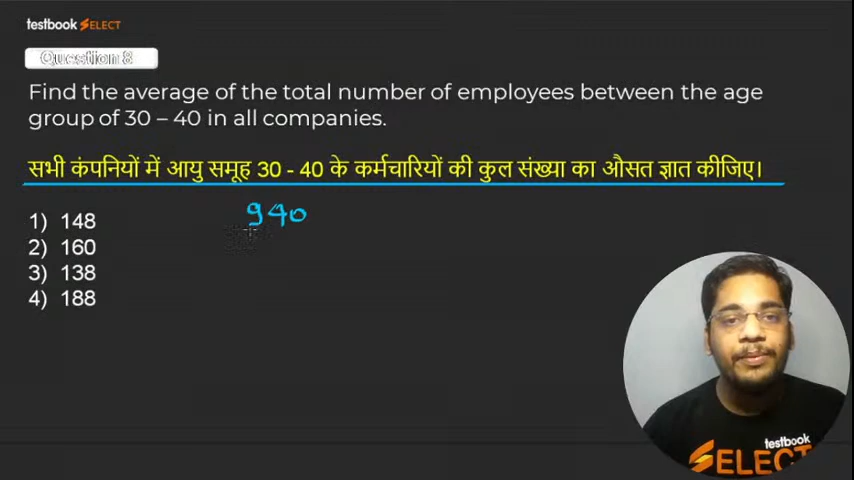 testbook SELECT
Question 8
Find the average of the total number of employees between the age
group of 30 – 40 in all companies.
सभी कंपनियों में आयु समूह 30 - 40 के कर्मचारियों की कुल संख्या का औसत ज्ञात कीजिए।
940
1) 148
2) 160
3) 138
4) 188
testbook
SELECT